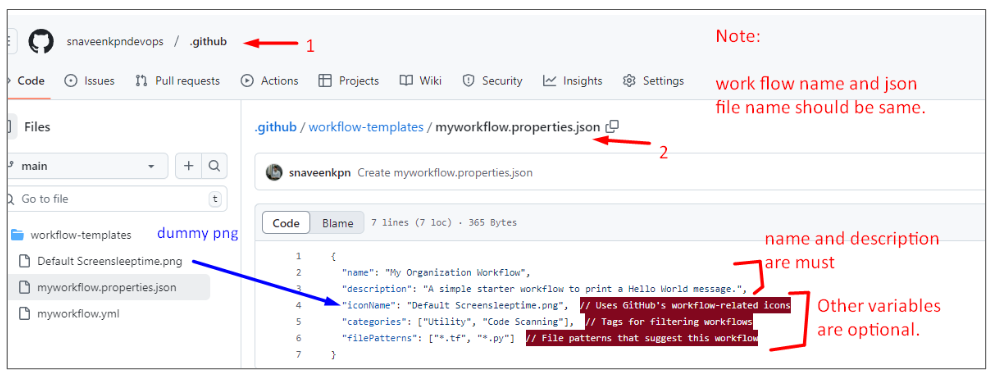 snaveenkpndevops / .github
1
Note:
Code Issues Pull requests Actions Projects Wiki Security Insights Settings
work flow name and json
file name should be same.
Files
.github / workflow-templates / myworkflow.properties.json
2
main
snaveenkpn Create myworkflow.properties.json
Go to file t
workflow-templates
dummy png
Code Blame 7 lines (7 loc) · 365 Bytes
name and description
are must
Default Screensleeptime.png
myworkflow.properties.json
myworkflow.yml
1 {
2 "name": "My Organization Workflow",
3 "description": "A simple starter workflow to print a Hello World message.",
4 "iconName": "Default Screensleeptime.png", // Uses GitHub's workflow-related icons
5 "categories": ["Utility", "Code Scanning"], // Tags for filtering workflows
6 "filePatterns": ["*.tf", "*.py"] // File patterns that suggest this workflow
7 }
Other variables
are optional.